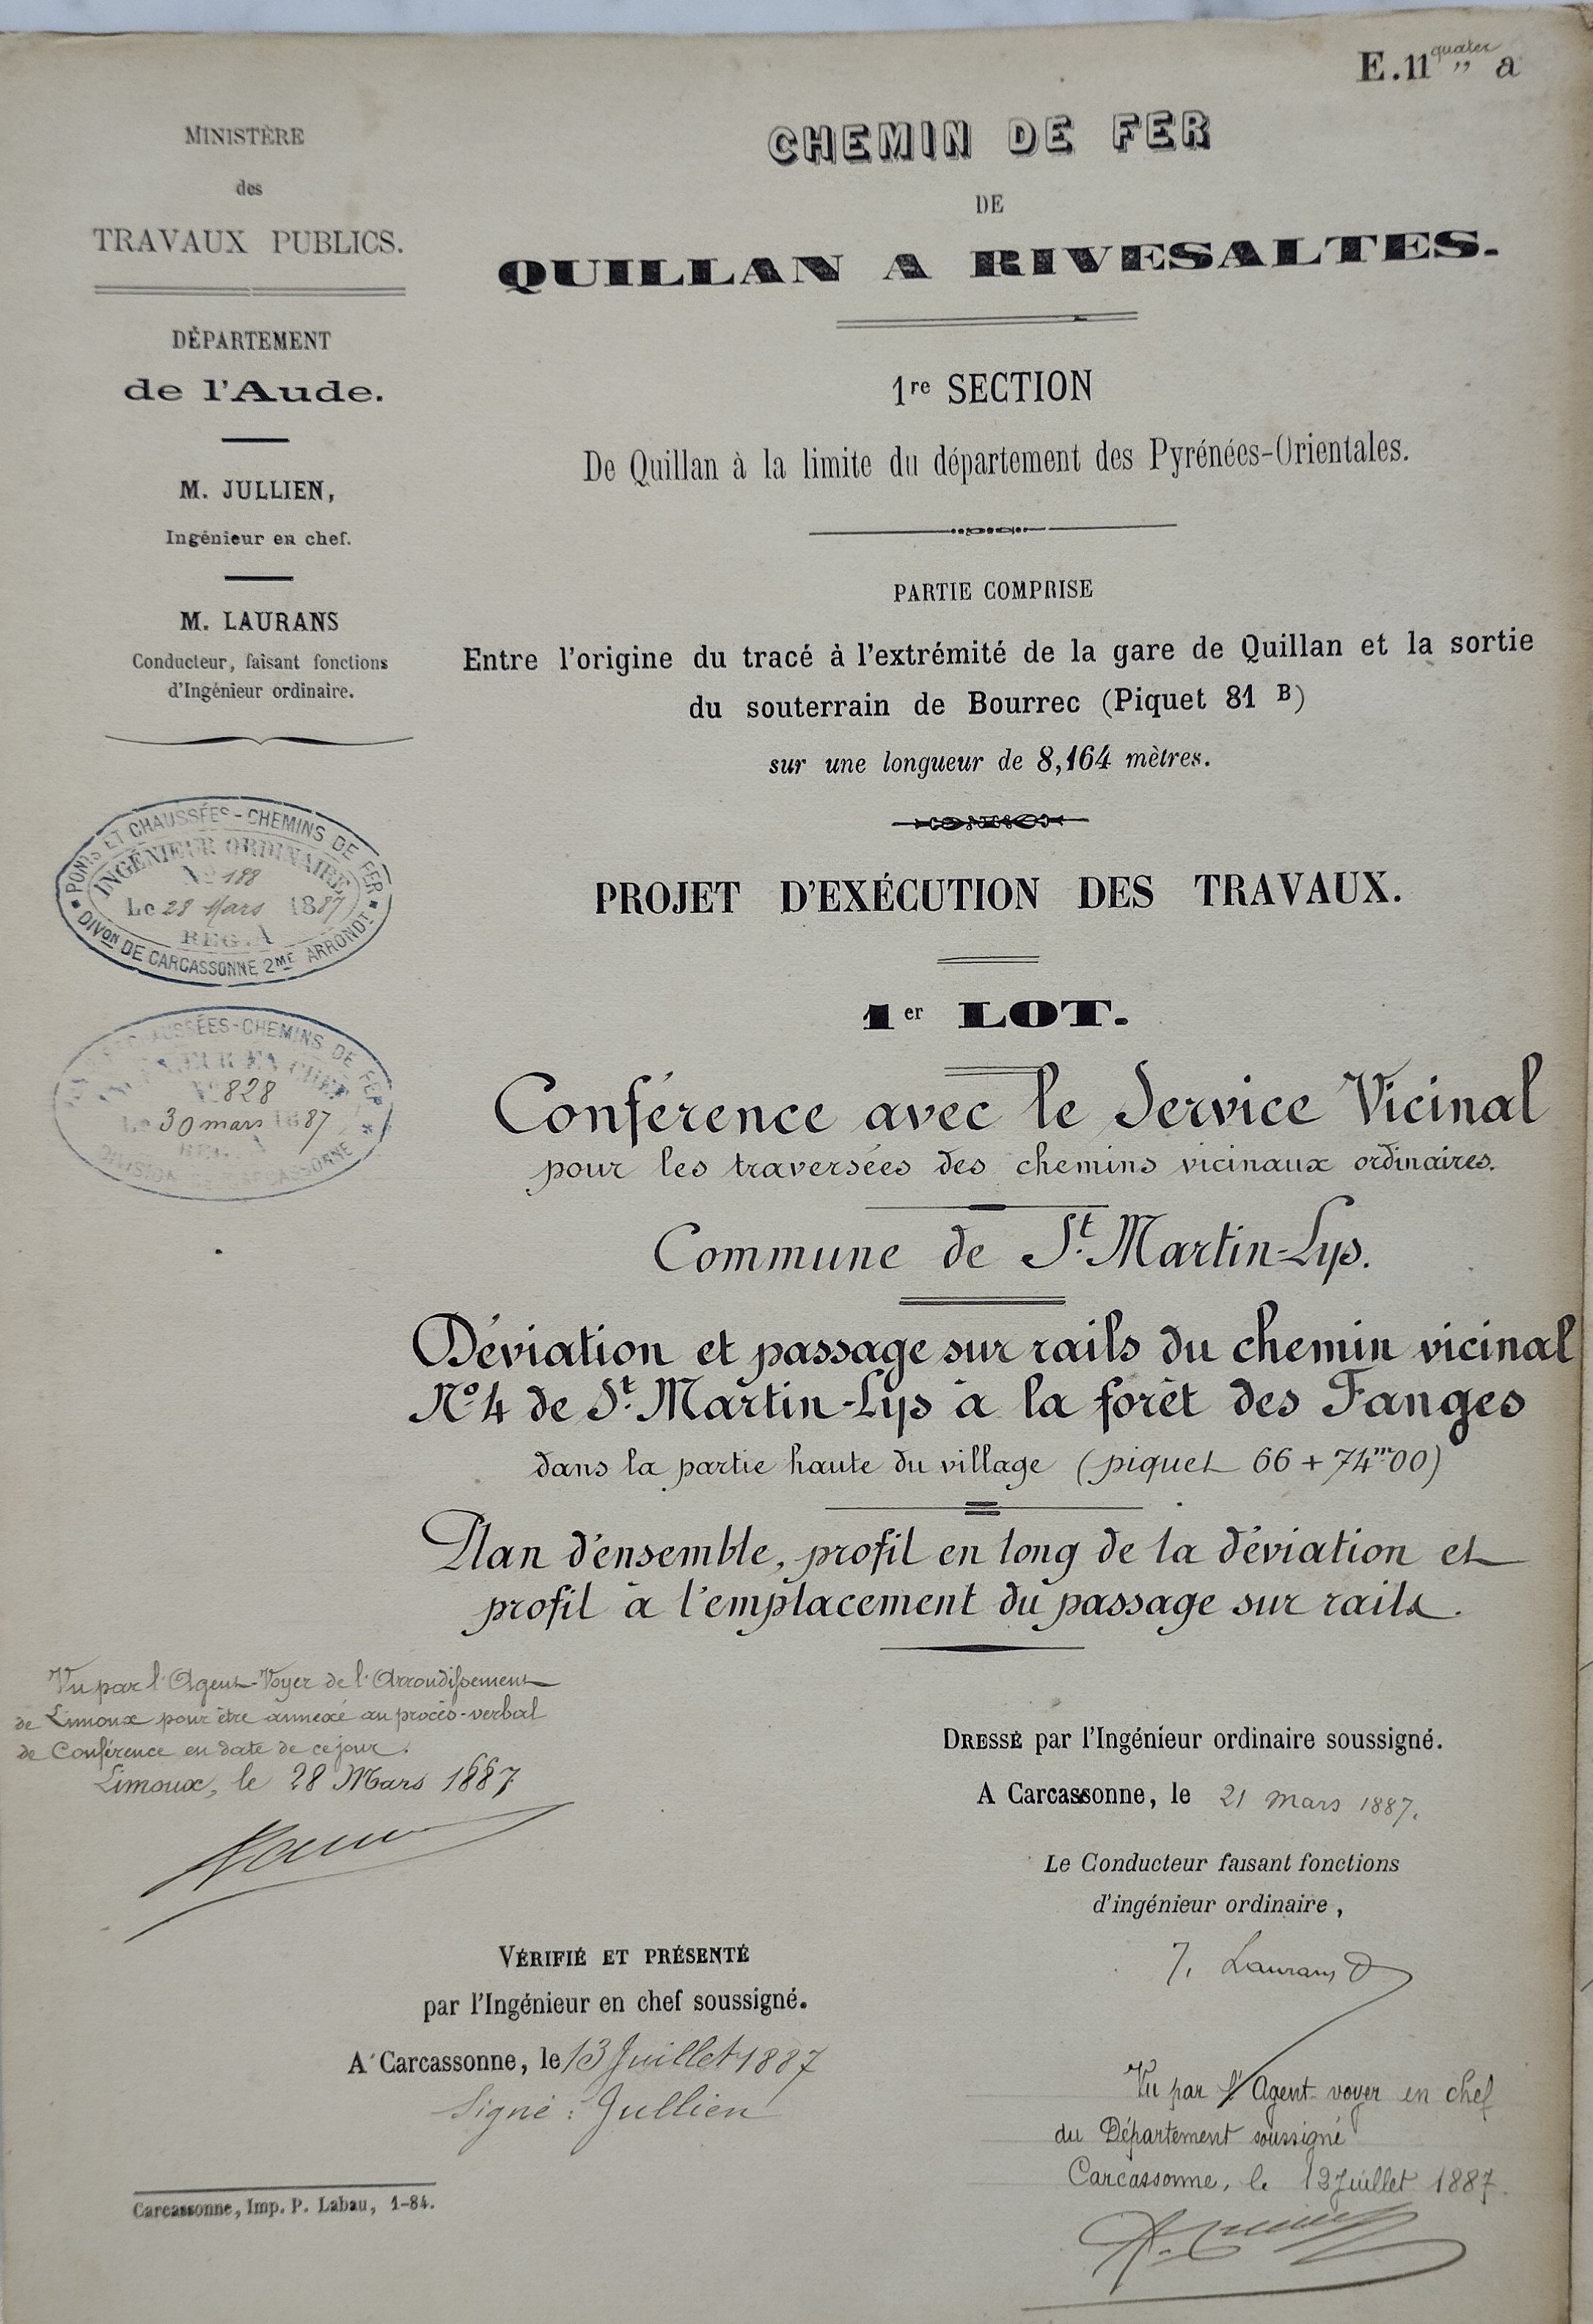 E.11 quater " a
MINISTÈRE
des
TRAVAUX PUBLICS.
DÉPARTEMENT
de l'Aude.
M. JULLIEN,
Ingénieur en chef.
M. LAURANS
Conducteur, faisant fonctions
d'Ingénieur ordinaire.
PONTS ET CHAUSSÉES - CHEMINS DE FER
INGÉNIEUR ORDINAIRE
No 188
Le 28 Mars 1887
REG. A
DIVon DE CARCASSONNE 2ME ARRONDT
CHAUSSÉES - CHEMINS DE FER
INGÉNIEUR EN CHEF
No 828
Le 30 mars 1887
DIVISION DE CARCASSONNE
CHEMIN DE FER
DE
QUILLAN A RIVESALTES.
1re SECTION
De Quillan à la limite du département des Pyrénées-Orientales.
PARTIE COMPRISE
Entre l'origine du tracé à l'extrémité de la gare de Quillan et la sortie
du souterrain de Bourrec (Piquet 81 B)
sur une longueur de 8,164 mètres.
PROJET D'EXÉCUTION DES TRAVAUX.
1er LOT.
Conférence avec le Service Vicinal
pour les traversées des chemins vicinaux ordinaires.
Commune de St. Martin-Lys.
Déviation et passage sur rails du chemin vicinal
No 4 de St. Martin-Lys à la forêt des Fanges
dans la partie haute du village (piquet 66 + 74m00)
Plan d'ensemble, profil en long de la déviation et
profil à l'emplacement du passage sur rails.
Vu par l'Agent-Voyer de l'Arrondissement
de Limoux pour être annexé au procès-verbal
de Conférence en date de ce jour.
Limoux, le 28 Mars 1887
DRESSÉ par l'Ingénieur ordinaire soussigné.
A Carcassonne, le 21 mars 1887.
Le Conducteur faisant fonctions
d'ingénieur ordinaire,
J. Laurans
VÉRIFIÉ ET PRÉSENTÉ
par l'Ingénieur en chef soussigné.
A Carcassonne, le 13 Juillet 1887
Signé : Jullien
Vu par l'Agent-voyer en chef
du Département soussigné
Carcassonne, le 12 Juillet 1887.
Carcassonne, Imp. P. Labau, 1-84.